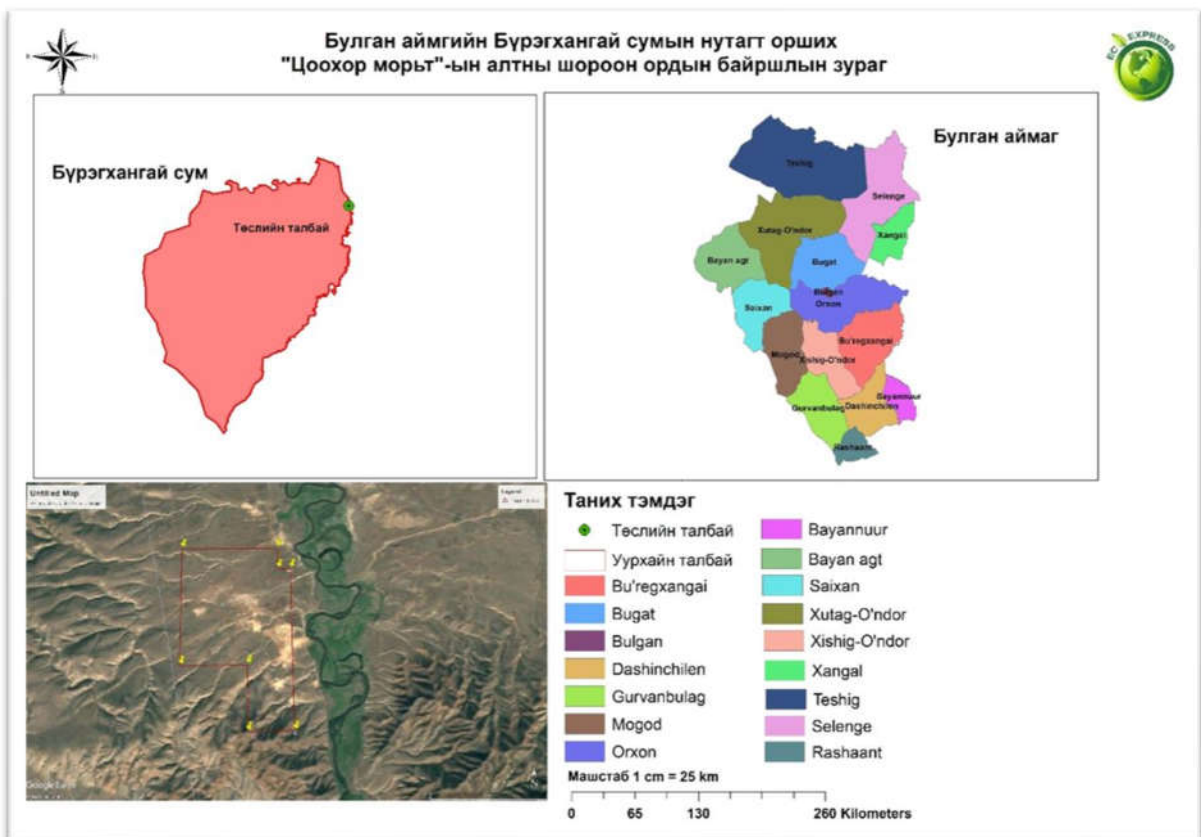 Булган аймгийн Бүрэгхангай сумын нутагт орших
"Цоохор морьт"-ын алтны шороон ордын байршлын зураг
ECO EXPRESS
Бүрэгхангай сум
Төслийн талбай
Булган аймаг
Teshig
Selenge
Xangal
Xutag-O'ndor
Bayan agt
Bugat
Bulgan
Orxon
Saixan
Bu'regxangai
Mogod
Xishig-O'ndor
Bayannuur
Gurvanbulag
Dashinchilen
Rashaant
Untitled Map
Legend
Google Earth
Таних тэмдэг
Төслийн талбай
Уурхайн талбай
Bu'regxangai
Bugat
Bulgan
Dashinchilen
Gurvanbulag
Mogod
Orxon
Bayannuur
Bayan agt
Saixan
Xutag-O'ndor
Xishig-O'ndor
Xangal
Teshig
Selenge
Rashaant
Машстаб 1 cm = 25 km
0 65 130 260 Kilometers